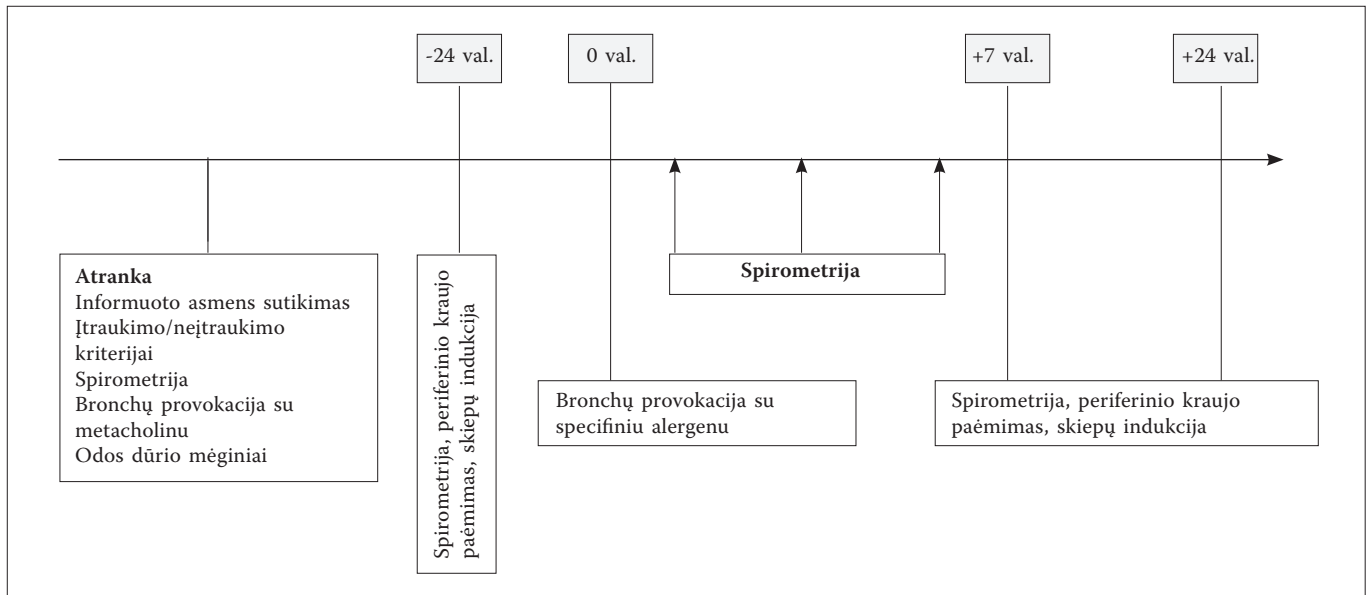 -24 val.
0 val.
+7 val.
+24 val.
Atranka
Informuoto asmens sutikimas
Įtraukimo/neįtraukimo
kriterijai
Spirometrija
Bronchų provokacija su
metacholinu
Odos dūrio mėginiai
Spirometrija, periferinio kraujo
paėmimas, skiepų indukcija
Bronchų provokacija su
specifiniu alergenu
Spirometrija
Spirometrija, periferinio kraujo
paėmimas, skiepų indukcija